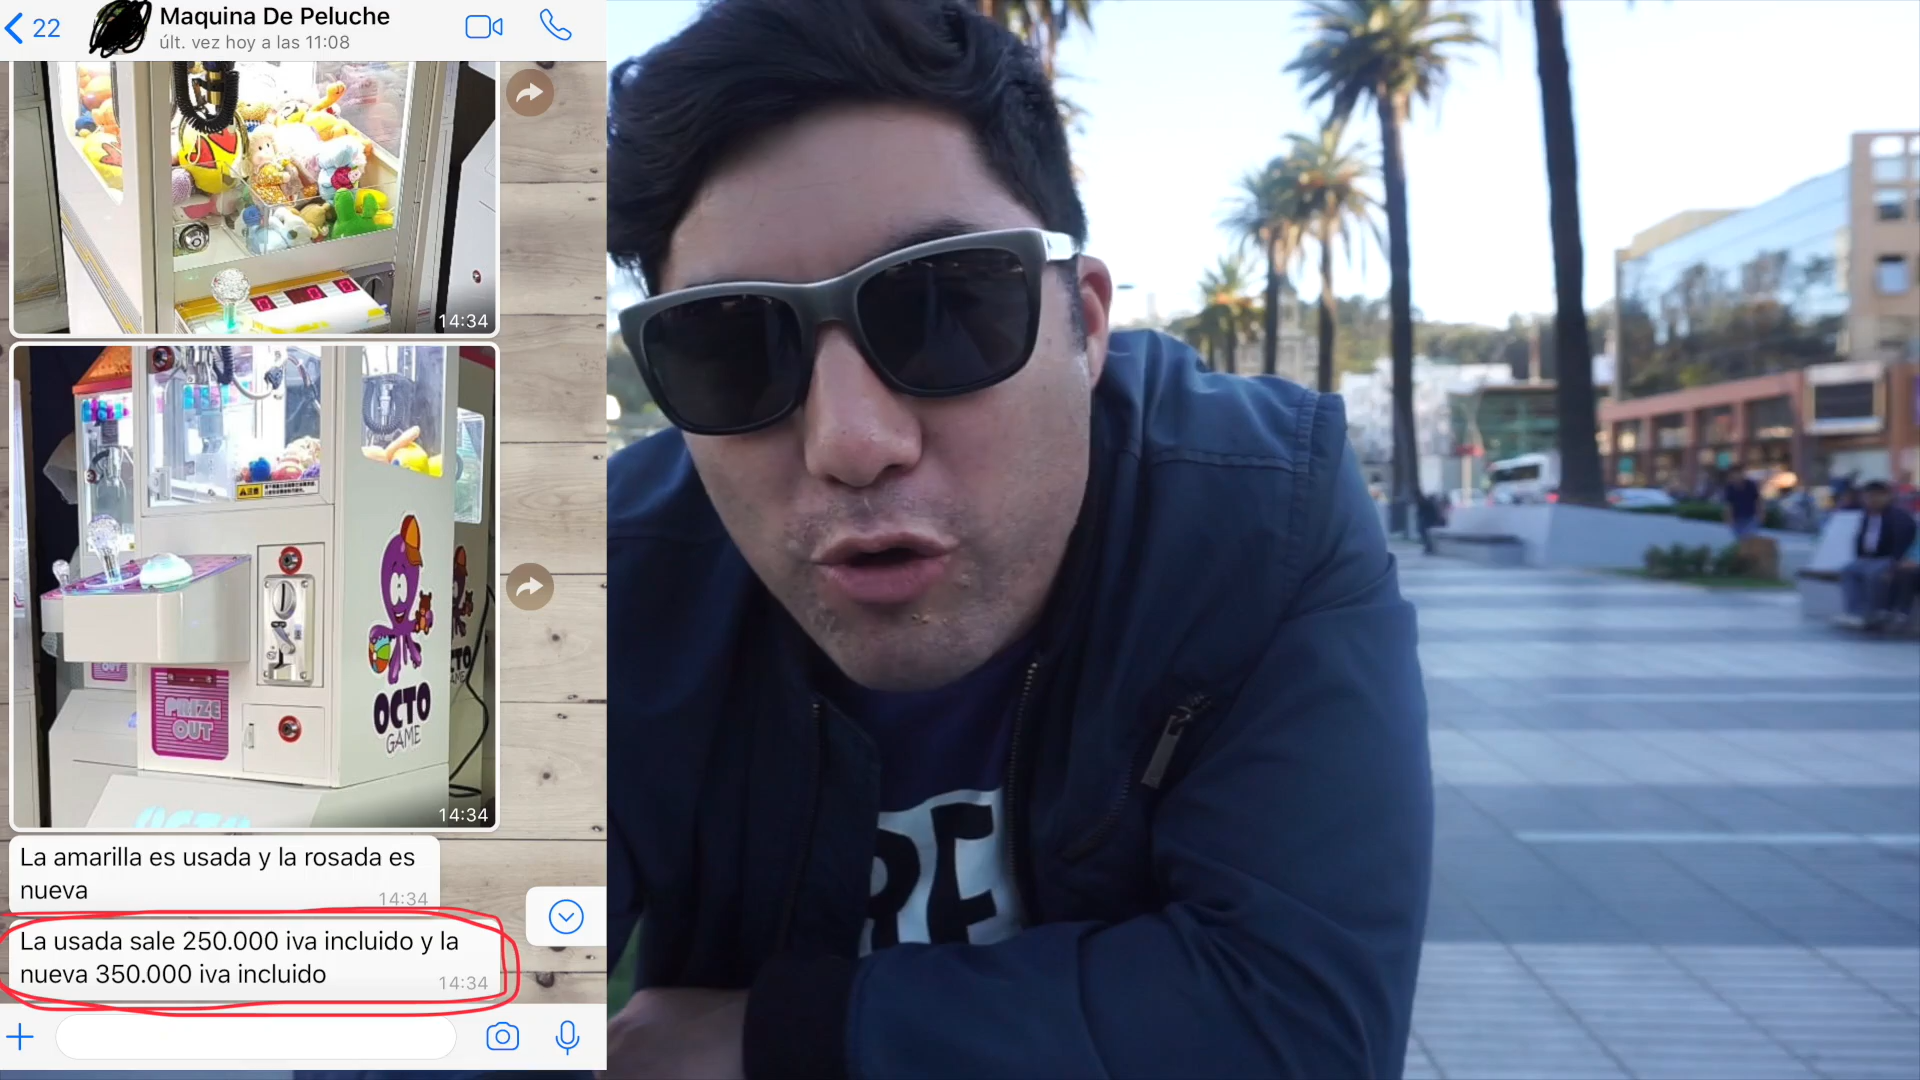 22
Maquina De Peluche
últ. vez hoy a las 11:08
14:34
PRIZE
OUT
OCTO
GAME
14:34
La amarilla es usada y la rosada es
nueva
14:34
La usada sale 250.000 iva incluido y la
nueva 350.000 iva incluido
14:34
RE